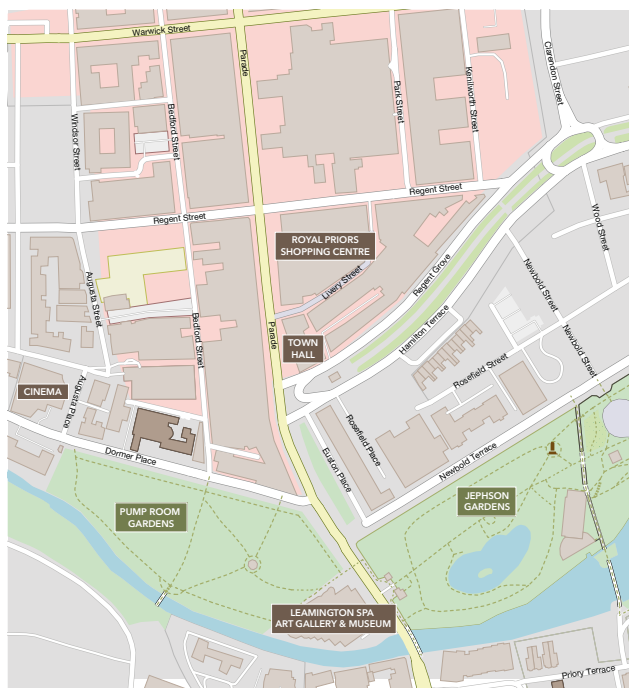 Warwick Street
Parade
Clarendon Street
Kenilworth Street
Park Street
Bedford Street
Windsor Street
Regent Street
Regent Street
Wood Street
ROYAL PRIORS
SHOPPING CENTRE
Livery Street
Regent Grove
Newbold Street
Augusta Street
Bedford Street
Parade
Hamilton Terrace
Newbold Street
TOWN
HALL
Rosefield Street
CINEMA
Augusta Place
Rosefield Place
Euston Place
Dormer Place
Newbold Terrace
PUMP ROOM
GARDENS
JEPHSON
GARDENS
LEAMINGTON SPA
ART GALLERY & MUSEUM
Priory Terrace